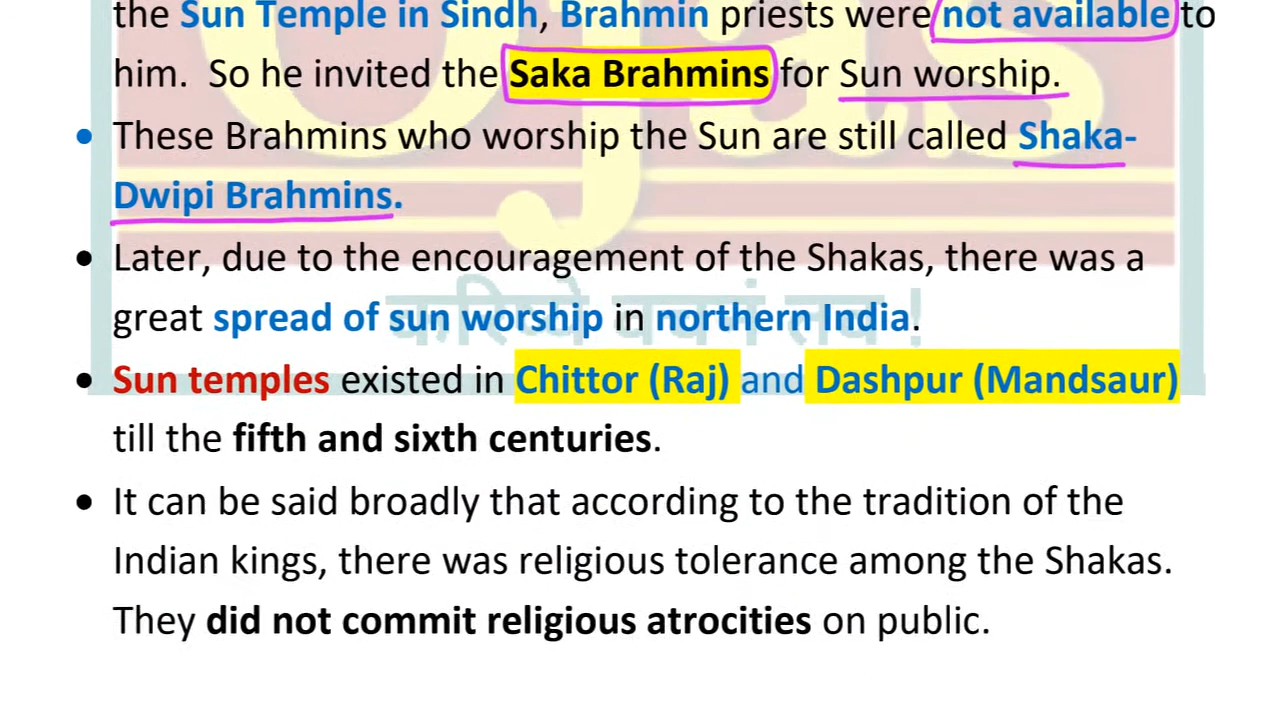 the Sun Temple in Sindh, Brahmin priests were not available to
him. So he invited the Saka Brahmins for Sun worship.
• These Brahmins who worship the Sun are still called Shaka-
Dwipi Brahmins.
• Later, due to the encouragement of the Shakas, there was a
great spread of sun worship in northern India.
• Sun temples existed in Chittor (Raj) and Dashpur (Mandsaur)
till the fifth and sixth centuries.
• It can be said broadly that according to the tradition of the
Indian kings, there was religious tolerance among the Shakas.
They did not commit religious atrocities on public.
Ojas
करिष्ये वचनं तव !